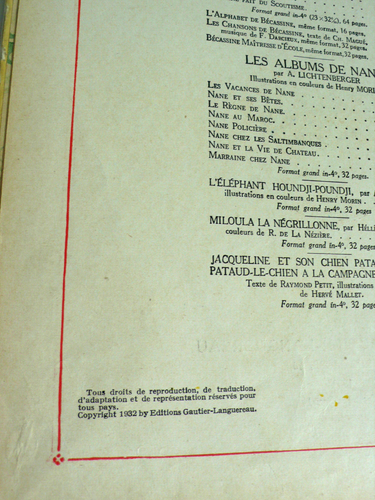 FAIT DU SCOUTISME.
Format grand in-4° (23 × 32½), 64 pages.
L'ALPHABET DE BÉCASSINE, même format, 16 pages.
LES CHANSONS DE BÉCASSINE, texte de CH.
musique de F. DARCIEUX, même format, 32 pages.
BÉCASSINE MAÎTRESSE D'ÉCOLE, même format, 32 pages.
LES ALBUMS DE NAN
par A. LICHTENBERGER
Illustrations en couleurs de HENRY MORI
LES VACANCES DE NANE . . .
NANE ET SES BÊTES. . . .
LE RÈGNE DE NANE. . . .
NANE AU MAROC. . . .
NANE POLICIÈRE . . .
NANE CHEZ LES SALTIMBANQUES . . .
NANE ET LA VIE DE CHATEAU. . . .
MARRAINE CHEZ NANE . . .
Format grand in-4°, 32 pages.
L'ÉLÉPHANT HOUNDJI-POUNDJI, par
illustrations en couleurs de HENRY MORIN .
Format grand in-4°, 32 pages
MILOULA LA NÉGRILLONNE, par HÉLL
couleurs de R. DE LA NÉZIÈRE. . .
Format grand in-4°, 32 pages.
JACQUELINE ET SON CHIEN PATA
PATAUD-LE-CHIEN A LA CAMPAGNE
Texte de RAYMOND PETIT, illustrations
de HERVÉ MALLET.
Format grand in-4°, 32 pages
Tous droits de reproduction, de traduction,
d'adaptation et de représentation réservés pour
tous pays.
Copyright 1932 by Editions Gautier-Languereau.